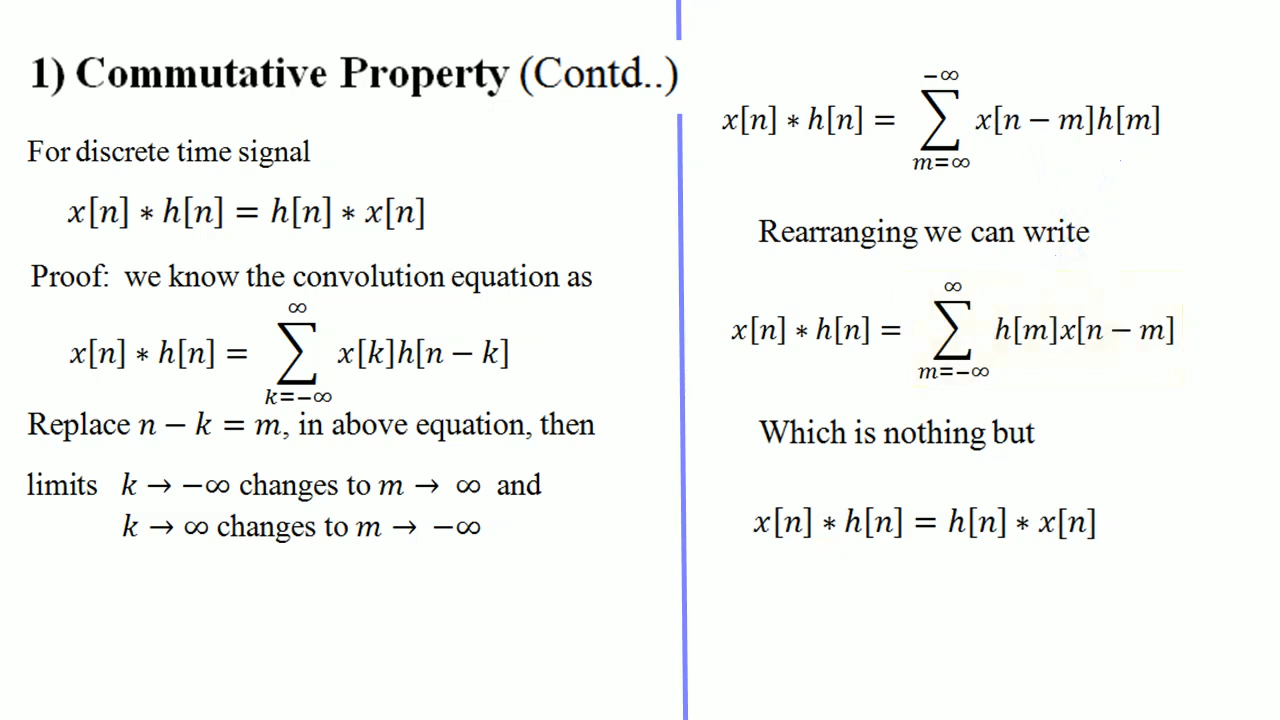 1) Commutative Property (Contd..)
For discrete time signal
x[n] ∗ h[n] = h[n] ∗ x[n]
Proof: we know the convolution equation as
∞
x[n] ∗ h[n] = ∑ x[k]h[n − k]
k=−∞
Replace n − k = m, in above equation, then
limits k → −∞ changes to m → ∞ and
k → ∞ changes to m → −∞
−∞
x[n] ∗ h[n] = ∑ x[n − m]h[m]
m=∞
Rearranging we can write
∞
x[n] ∗ h[n] = ∑ h[m]x[n − m]
m=−∞
Which is nothing but
x[n] ∗ h[n] = h[n] ∗ x[n]